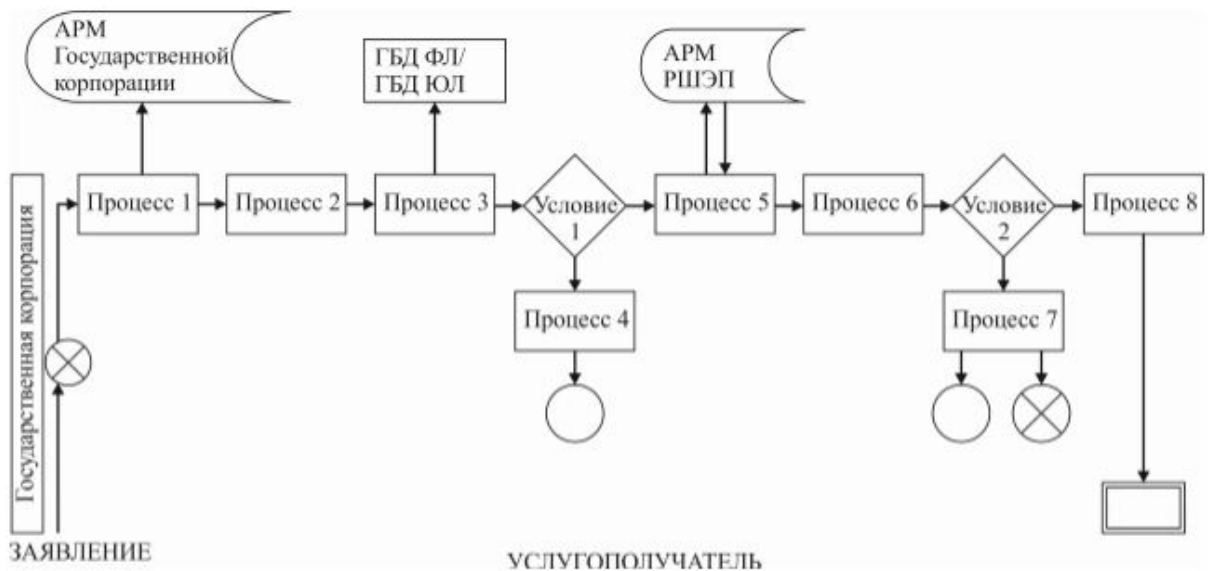 АРМ
Государственной
корпорации
ГБД ФЛ/
ГБД ЮЛ
АРМ
РШЭП
Государственная корпорация
Процесс 1
Процесс 2
Процесс 3
Условие
1
Процесс 5
Процесс 6
Условие
2
Процесс 8
Процесс 4
Процесс 7
ЗАЯВЛЕНИЕ
УСЛУГОПОЛУЧАТЕЛЬ